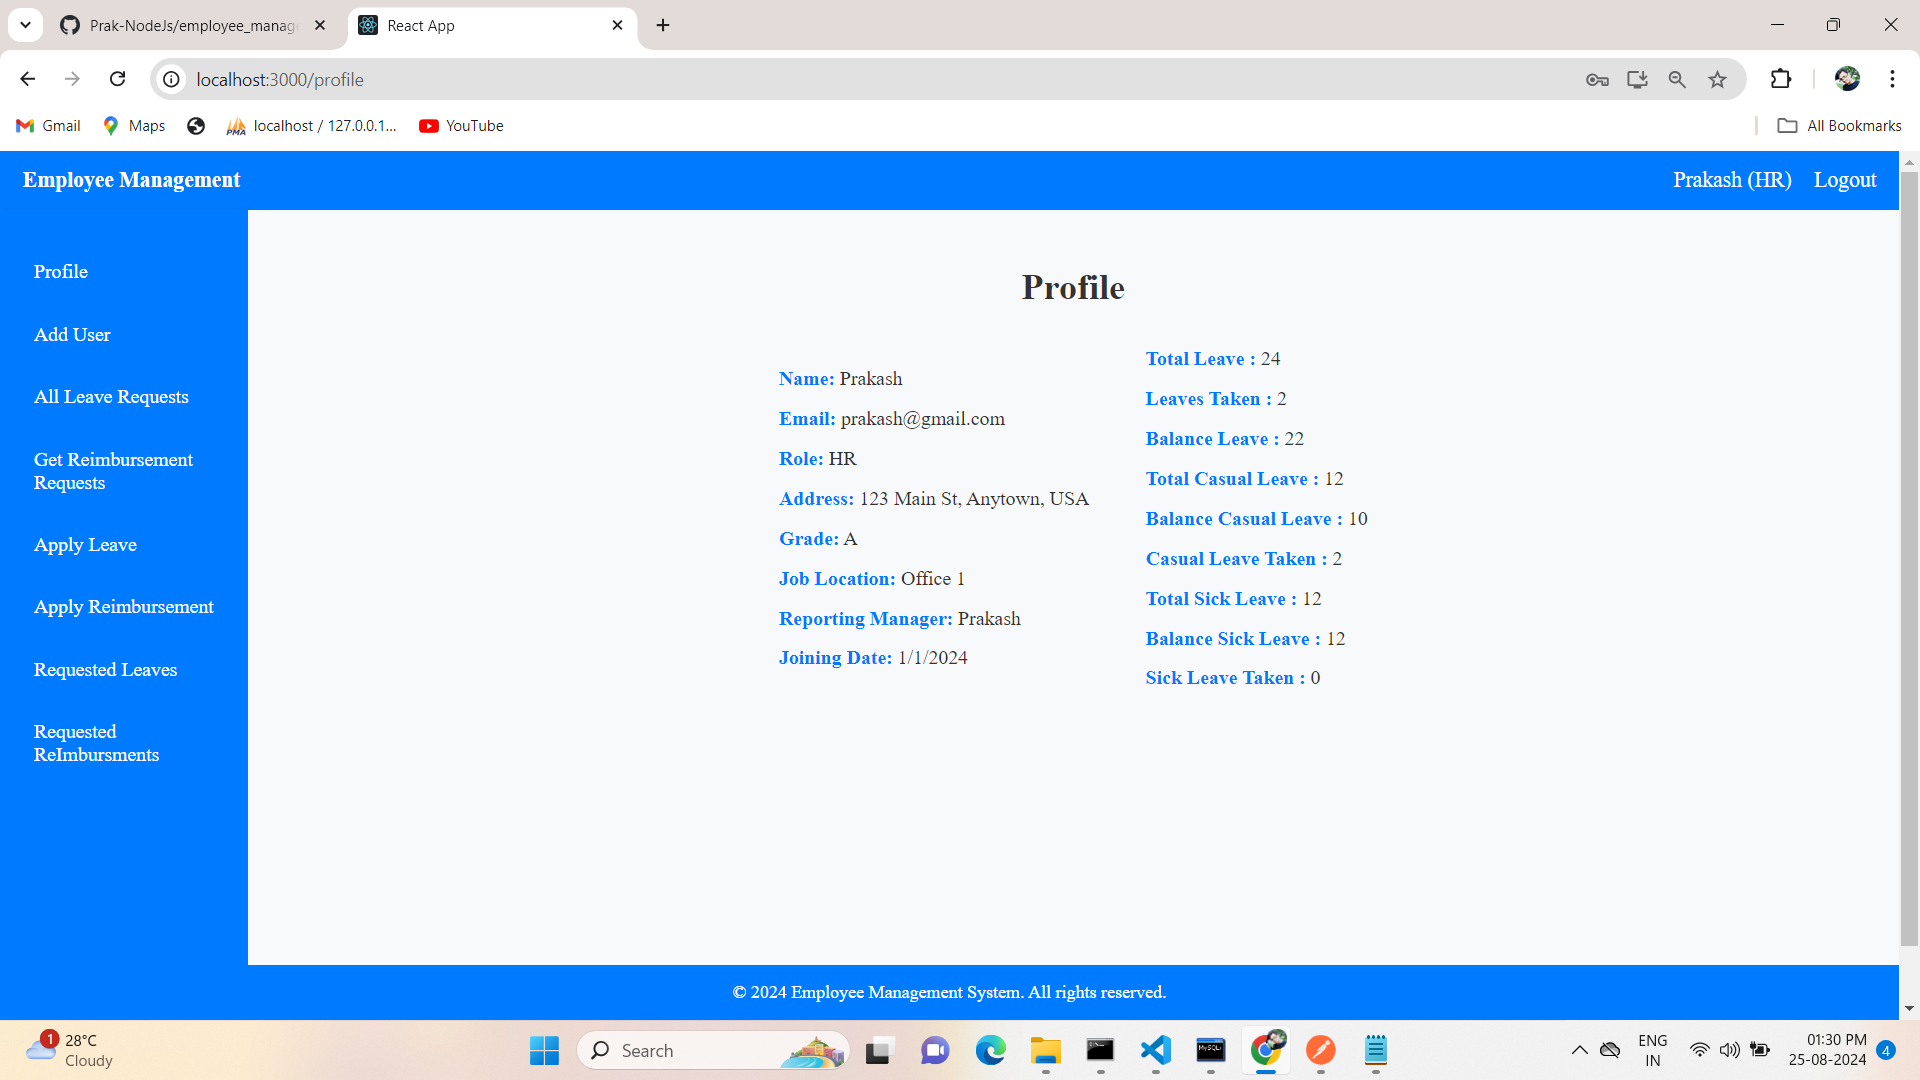 Prak-NodeJs/employee_manag
React App
localhost:3000/profile
Gmail
Maps
localhost / 127.0.0.1...
YouTube
All Bookmarks
Employee Management
Prakash (HR)
Logout
Profile
Add User
All Leave Requests
Get Reimbursement
Requests
Apply Leave
Apply Reimbursement
Requested Leaves
Requested
ReImbursments
Profile
Name: Prakash
Email: prakash@gmail.com
Role: HR
Address: 123 Main St, Anytown, USA
Grade: A
Job Location: Office 1
Reporting Manager: Prakash
Joining Date: 1/1/2024
Total Leave : 24
Leaves Taken : 2
Balance Leave : 22
Total Casual Leave : 12
Balance Casual Leave : 10
Casual Leave Taken : 2
Total Sick Leave : 12
Balance Sick Leave : 12
Sick Leave Taken : 0
© 2024 Employee Management System. All rights reserved.
1
28°C
Cloudy
Search
ENG
IN
01:30 PM
25-08-2024
4